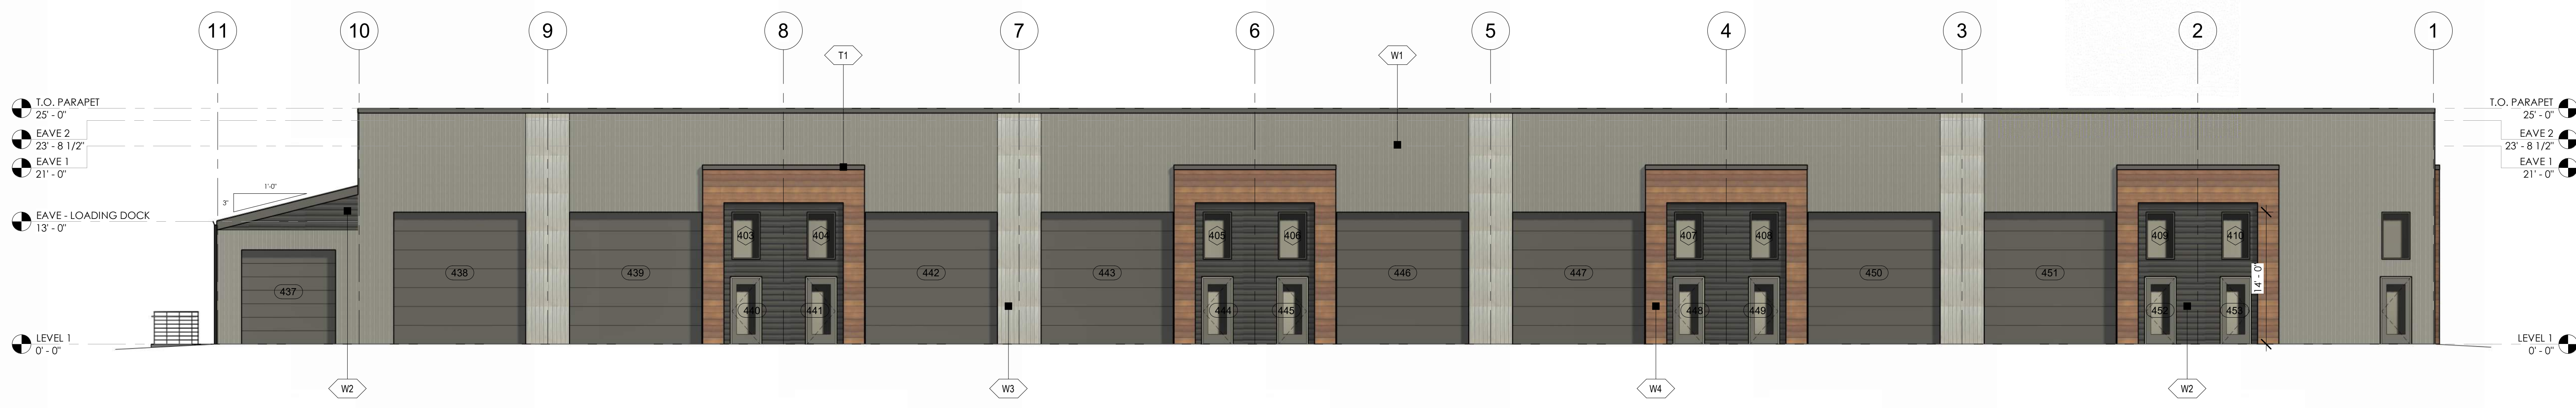 11 10 9 8 7 6 5 4 3 2 1
T1 W1
T.O. PARAPET
25' - 0"
EAVE 2
23' - 8 1/2"
EAVE 1
21' - 0"
EAVE - LOADING DOCK
13' - 0"
LEVEL 1
0' - 0"
1'-0"
3"
T.O. PARAPET
25' - 0"
EAVE 2
23' - 8 1/2"
EAVE 1
21' - 0"
LEVEL 1
0' - 0"
403 404 405 406 407 408 409 410
438 439 442 443 446 447 450 451
14' - 0"
437
440 441 444 445 448 449 452 453
W2 W3 W4 W2